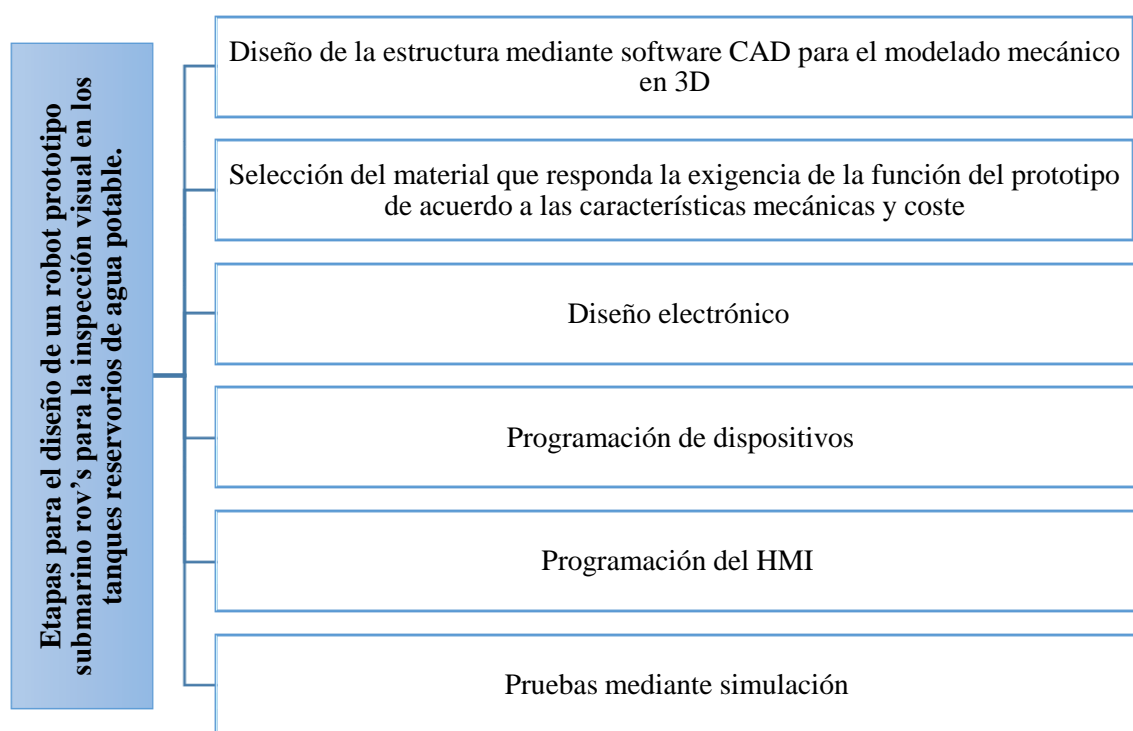 Etapas para el diseño de un robot prototipo
submarino rov’s para la inspección visual en los
tanques reservorios de agua potable.
Diseño de la estructura mediante software CAD para el modelado mecánico
en 3D
Selección del material que responda la exigencia de la función del prototipo
de acuerdo a las características mecánicas y coste
Diseño electrónico
Programación de dispositivos
Programación del HMI
Pruebas mediante simulación